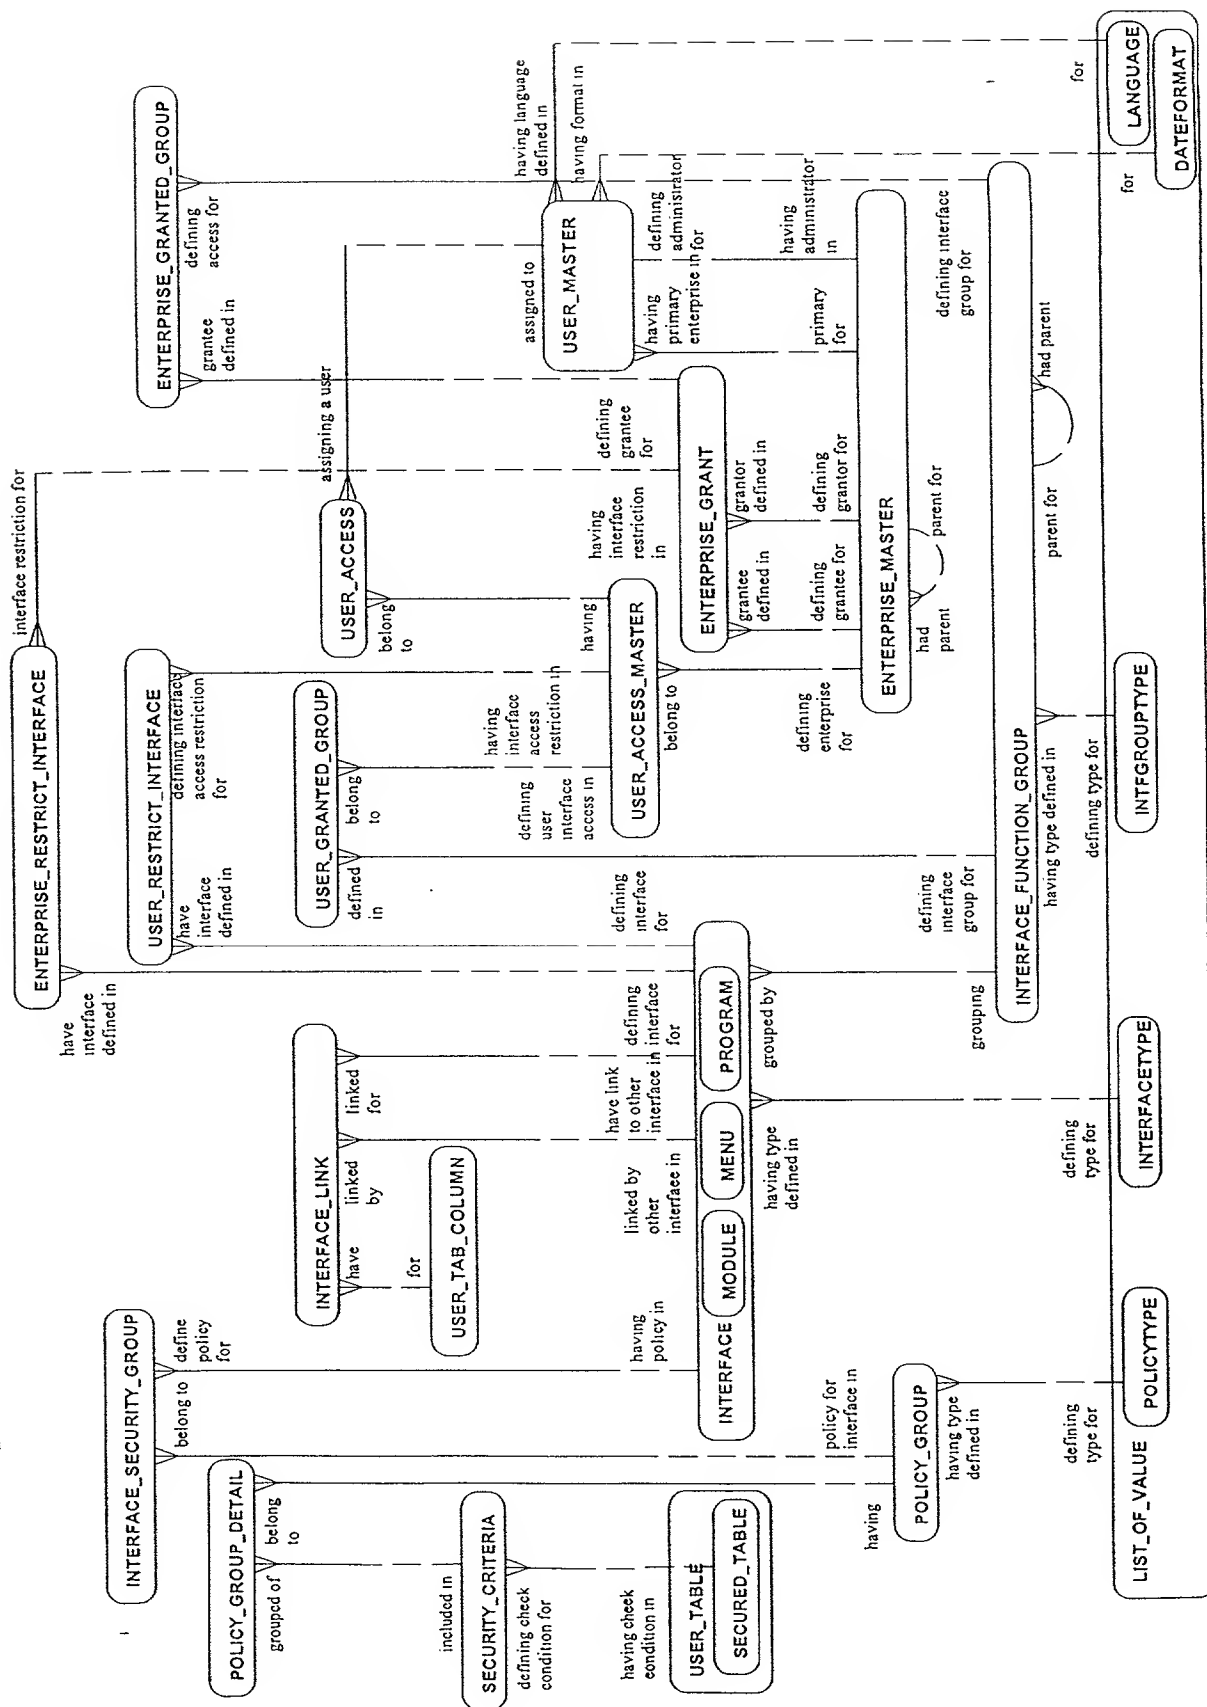 ENTERPRISE_RESTRICT_INTERFACE
interface restriction for
have
interface
defined in
INTERFACE_SECURITY_GROUP
belong to
define
policy
for
USER_RESTRICT_INTERFACE
have
interface
defined in
defining interface
access restriction
for
ENTERPRISE_GRANTED_GROUP
grantee
defined in
defining
access for
POLICY_GROUP_DETAIL
grouped of
belong
to
INTERFACE_LINK
have
linked
by
linked
for
USER_GRANTED_GROUP
defined
in
belong
to
USER_ACCESS
belong
to
assigning a user
SECURITY_CRITERIA
included in
defining check
condition for
USER_TAB_COLUMN
for
defining
user
interface
access in
having
interface
access
restriction in
having
having
interface
restriction
in
defining
grantee
for
assigned to
having language
defined in
having format in
having check
condition in
USER_TABLE
SECURED_TABLE
having
policy in
linked by
other
interface in
have link
to other
interface in
defining
interface
for
defining
interface
for
USER_ACCESS_MASTER
belong to
USER_MASTER
having
primary
enterprise in
defining
administrator
for
INTERFACE
MODULE
MENU
PROGRAM
having type
defined in
grouped by
ENTERPRISE_GRANT
grantee
defined in
grantor
defined in
policy for
interface in
having
defining
enterprise
for
defining
grantee for
defining
grantor for
primary
for
having
administrator
in
POLICY_GROUP
having type
defined in
ENTERPRISE_MASTER
had
parent
parent for
grouping
defining interface
group for
defining interface
group for
INTERFACE_FUNCTION_GROUP
having type defined in
parent for
had parent
defining
type for
defining
type for
defining type for
for
for
LIST_OF_VALUE
POLICYTYPE
INTERFACETYPE
INTFGROUPTYPE
LANGUAGE
DATEFORMAT